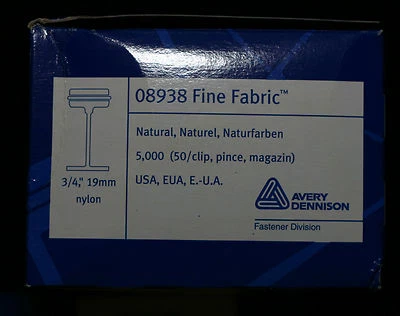 08938 Fine Fabric™
Natural, Naturel, Naturfarben
5,000 (50/clip, pince, magazin)
USA, EUA, E.-U.A.
3/4," 19mm
nylon
AVERY
DENNISON
Fastener Division